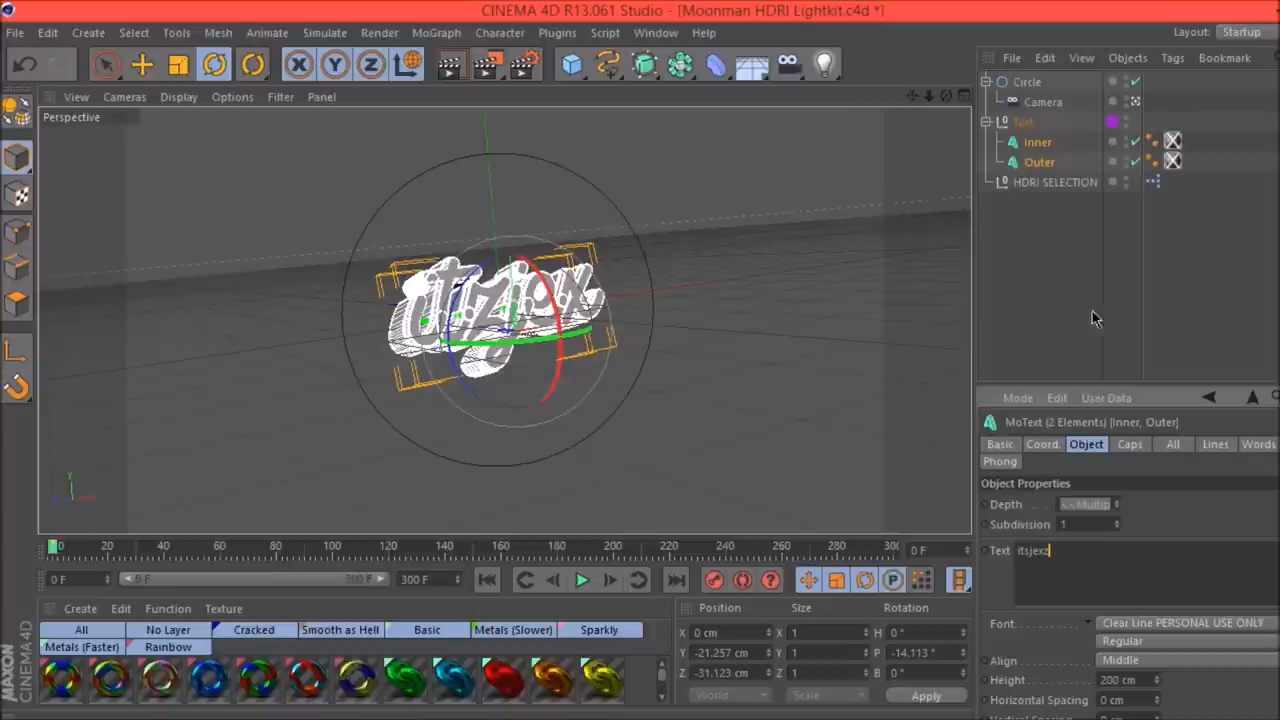 CINEMA 4D R13.061 Studio - [Moonman HDRI Lightkit.c4d *]
File Edit Create Select Tools Mesh Animate Simulate Render MoGraph Character Plugins Script Window Help Layout: Startup
X Y Z
File Edit View Objects Tags Bookmark
View Cameras Display Options Filter Panel
Perspective
Circle
Camera
Text
Inner
Outer
HDRI SELECTION
Mode Edit User Data
MoText (2 Elements) [Inner, Outer]
Basic Coord. Object Caps All Lines Words
Phong
Object Properties
Depth
Subdivision 1
Text itsjexz
Font Clear Line PERSONAL USE ONLY
Regular
Align Middle
Height 200 cm
Horizontal Spacing 0 cm
Y
0 20 40 60 80 100 120 140 160 180 200 220 240 260 280 300 0 F
0 F 0 F 300 F 300 F
Create Edit Function Texture
All No Layer Cracked Smooth as Hell Basic Metals (Slower) Sparkly
Metals (Faster) Rainbow
Position Size Rotation
X 0 cm X 1 H 0 °
Y -21.257 cm Y 1 P -14.113 °
Z -31.123 cm Z 1 B 0 °
World Scale Apply
MAXON
CINEMA 4D